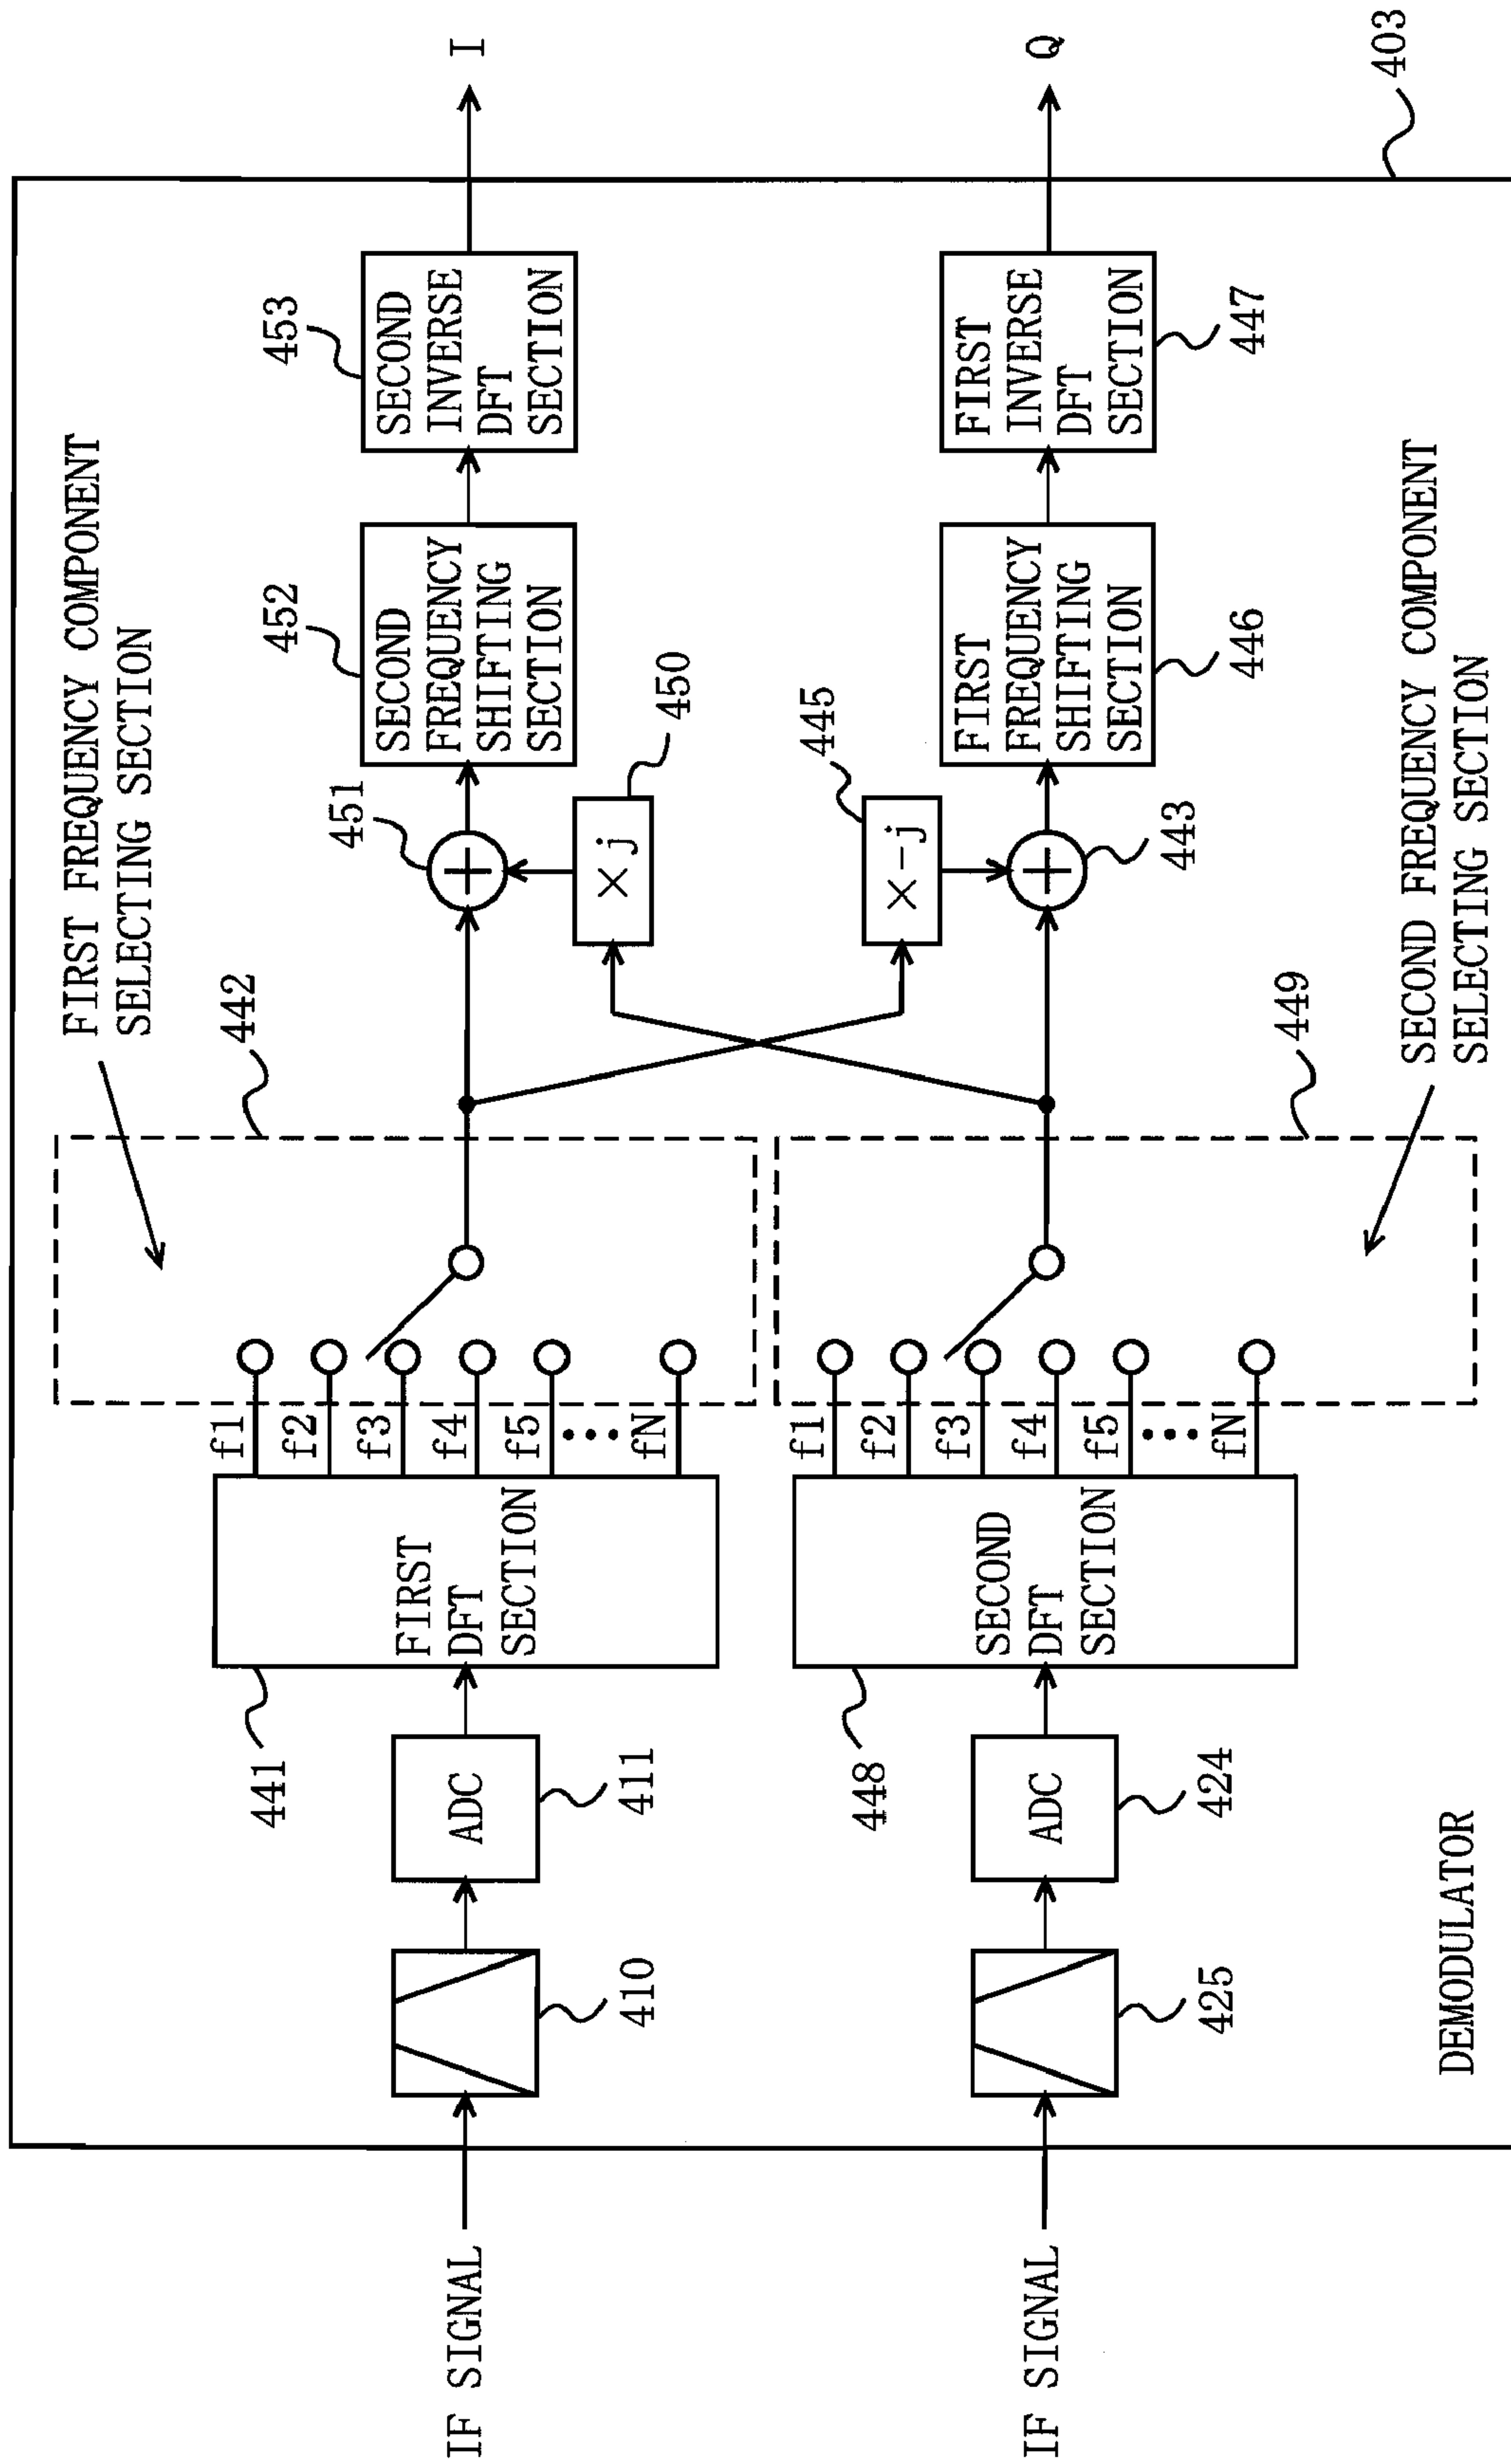 FIRST FREQUENCY COMPONENT
SELECTING SECTION
442
441
f1
f2
f3
f4
f5
...
fN
FIRST
DFT
SECTION
IF SIGNAL
410
ADC
411
451
×j
450
452
SECOND
FREQUENCY
SHIFTING
SECTION
453
SECOND
INVERSE
DFT
SECTION
I
448
f1
f2
f3
f4
f5
...
fN
SECOND
DFT
SECTION
IF SIGNAL
425
ADC
424
449
445
×-j
443
FIRST
FREQUENCY
SHIFTING
SECTION
446
FIRST
INVERSE
DFT
SECTION
447
Q
SECOND FREQUENCY COMPONENT
SELECTING SECTION
DEMODULATOR
403